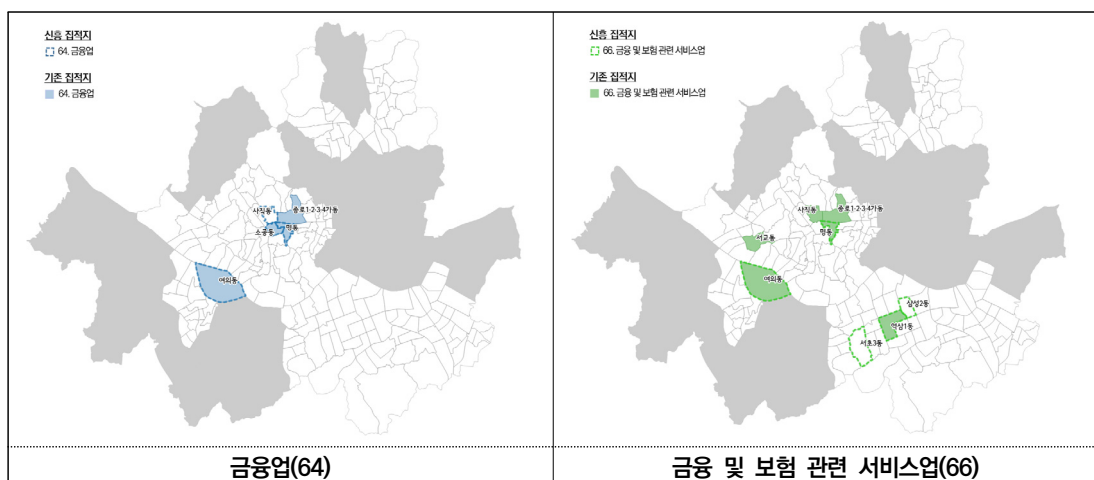 신흥 집적지
64. 금융업
기존 집적지
64. 금융업
사직동
종로1·2·3·4가동
소공동
명동
여의동
금융업(64)
신흥 집적지
66. 금융 및 보험 관련 서비스업
기존 집적지
66. 금융 및 보험 관련 서비스업
사직동
종로1·2·3·4가동
명동
서교동
여의동
삼성2동
역삼1동
서초3동
금융 및 보험 관련 서비스업(66)